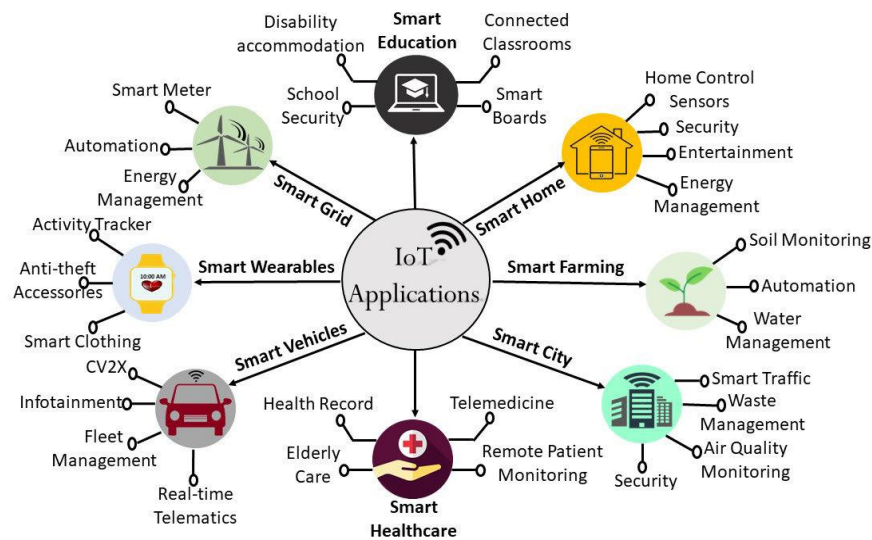 Smart
Education
Disability
accommodation
Connected
Classrooms
School
Security
Smart
Boards
Smart Meter
Automation
Energy
Management
Smart Grid
Home Control
Sensors
Security
Entertainment
Energy
Management
Smart Home
Activity Tracker
Anti-theft
Accessories
Smart Clothing
10:00 AM
Smart Wearables
IoT
Applications
Smart Farming
Soil Monitoring
Automation
Water
Management
CV2X
Infotainment
Fleet
Management
Real-time
Telematics
Smart Vehicles
Health Record
Elderly
Care
Telemedicine
Remote Patient
Monitoring
Smart
Healthcare
Smart City
Smart Traffic
Waste
Management
Air Quality
Monitoring
Security